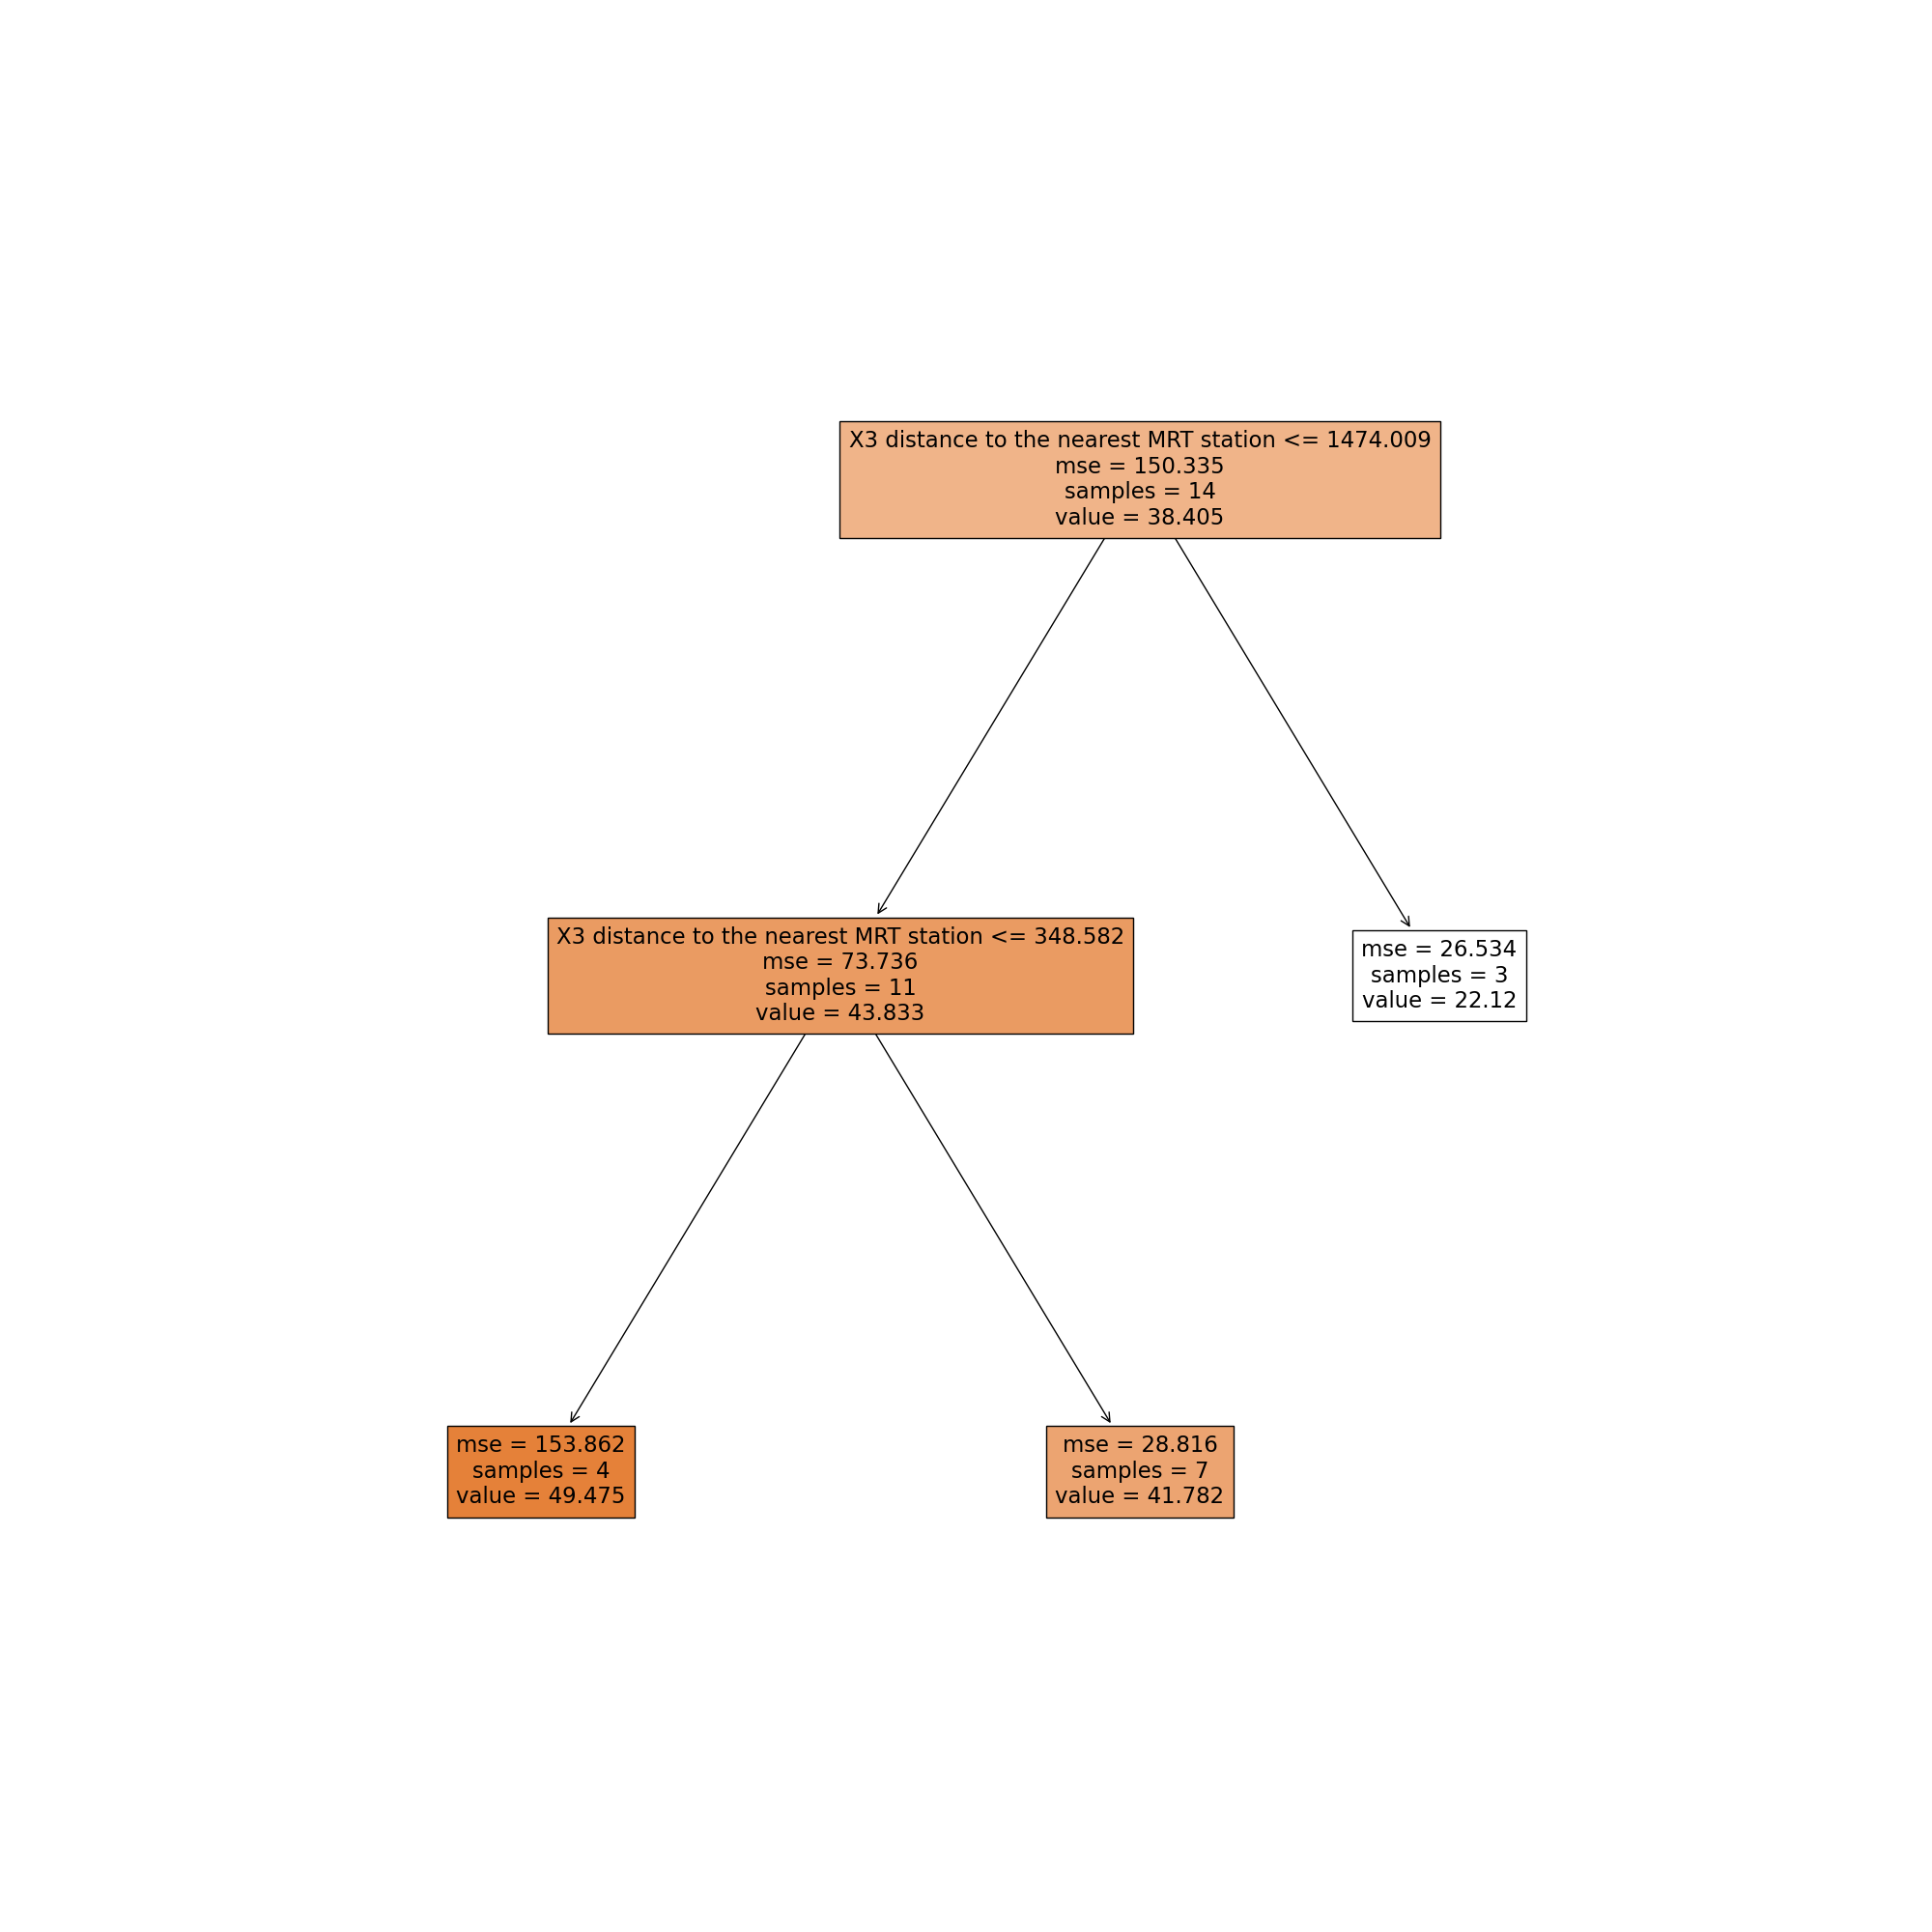 X3 distance to the nearest MRT station <= 1474.009
mse = 150.335
samples = 14
value = 38.405
X3 distance to the nearest MRT station <= 348.582
mse = 73.736
samples = 11
value = 43.833
mse = 26.534
samples = 3
value = 22.12
mse = 153.862
samples = 4
value = 49.475
mse = 28.816
samples = 7
value = 41.782